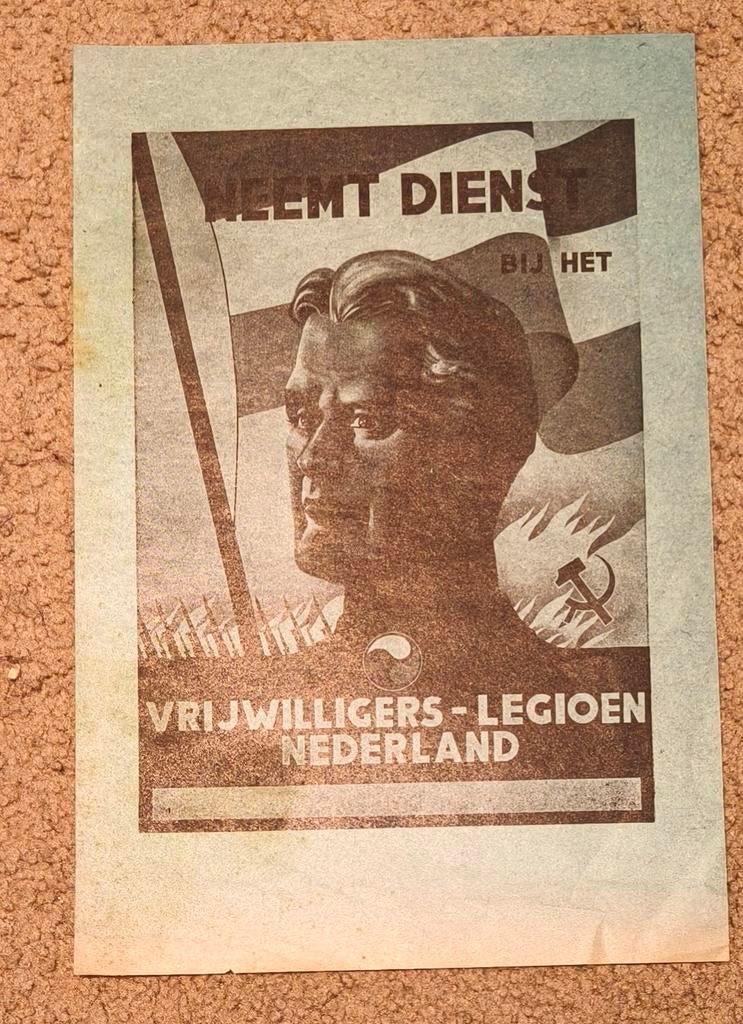 NEEMT DIENST
BIJ HET
VRIJWILLIGERS-LEGIOEN
NEDERLAND